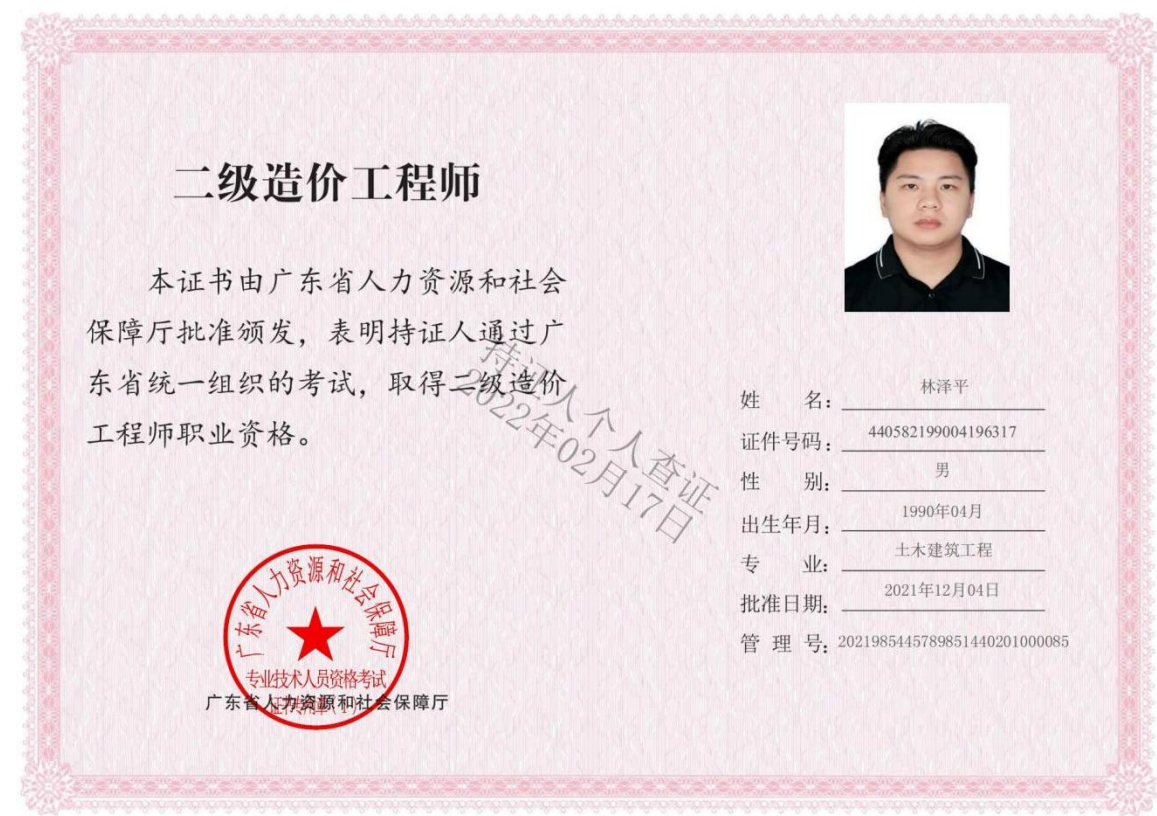 二级造价工程师
本证书由广东省人力资源和社会
保障厅批准颁发，表明持证人通过广
东省统一组织的考试，取得二级造价
工程师职业资格。
持证人个人查证
2022年02月17日
姓 名：林泽平
证件号码：440582199004196317
性 别：男
出生年月：1990年04月
专 业：土木建筑工程
批准日期：2021年12月04日
管 理 号：2021985445789851440201000085
广东省人力资源和社会保障厅
专业技术人员资格考试
广东省人力资源和社会保障厅